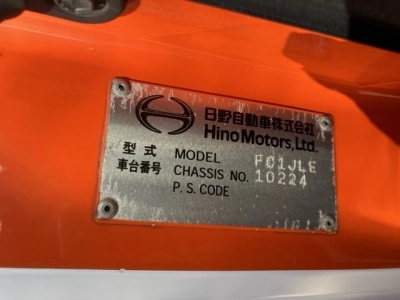 日野自動車株式会社
Hino Motors, Ltd.
型式 MODEL FC1JLE
車台番号 CHASSIS NO. 10224
P.S.CODE